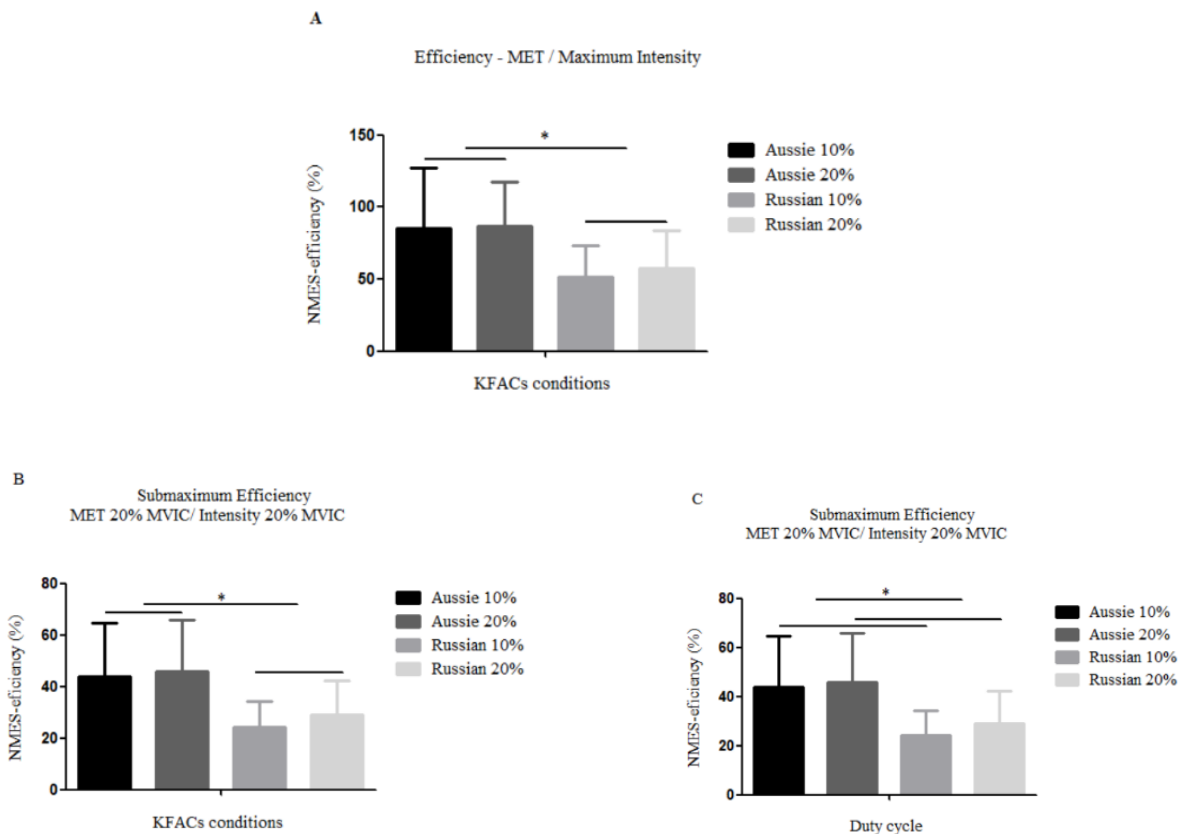 A
Efficiency - MET / Maximum Intensity
150
100
50
0
NMES-efficiency (%)
*
KFACs conditions
Aussie 10%
Aussie 20%
Russian 10%
Russian 20%
B
Submaximum Efficiency
MET 20% MVIC/ Intensity 20% MVIC
80
60
40
20
0
NMES-eficiency (%)
*
KFACs conditions
Aussie 10%
Aussie 20%
Russian 10%
Russian 20%
C
Submaximum Efficiency
MET 20% MVIC/ Intensity 20% MVIC
80
60
40
20
0
NMES-eficiency (%)
*
Duty cycle
Aussie 10%
Aussie 20%
Russian 10%
Russian 20%